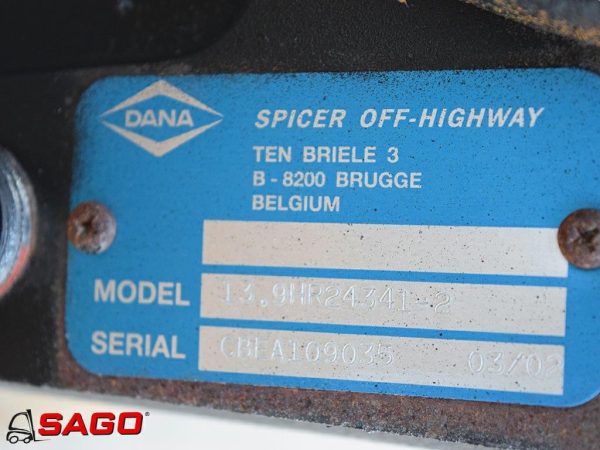 DANA
SPICER OFF-HIGHWAY
TEN BRIELE 3
B-8200 BRUGGE
BELGIUM
MODEL 13.9HR24341-2
SERIAL CBEA109035 03/02
SAGO®